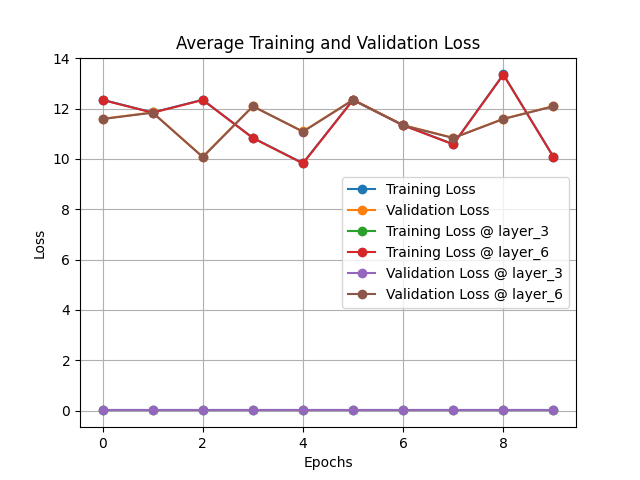 Average Training and Validation Loss
14
12
10
8
6
4
2
0
Loss
Training Loss
Validation Loss
Training Loss @ layer_3
Training Loss @ layer_6
Validation Loss @ layer_3
Validation Loss @ layer_6
0 2 4 6 8
Epochs